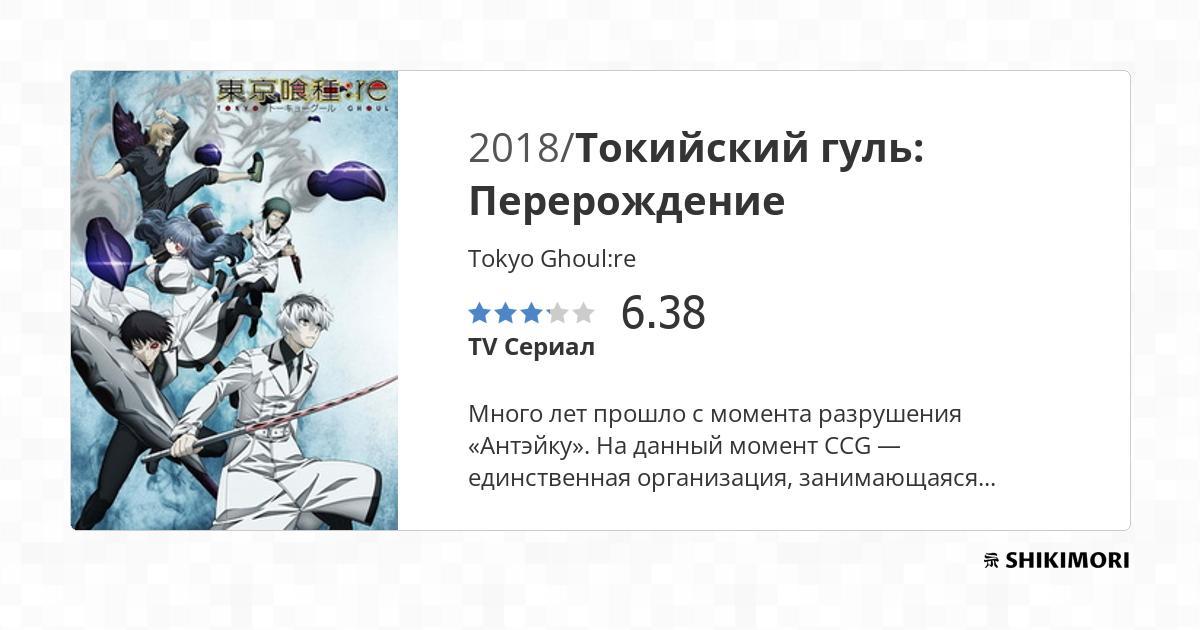 東京喰種:re
TOKYO トーキョーグール GHOUL
2018/Токийский гуль:
Перерождение
Tokyo Ghoul:re
6.38
TV Сериал
Много лет прошло с момента разрушения
«Антэйку». На данный момент CCG —
единственная организация, занимающаяся...
SHIKIMORI